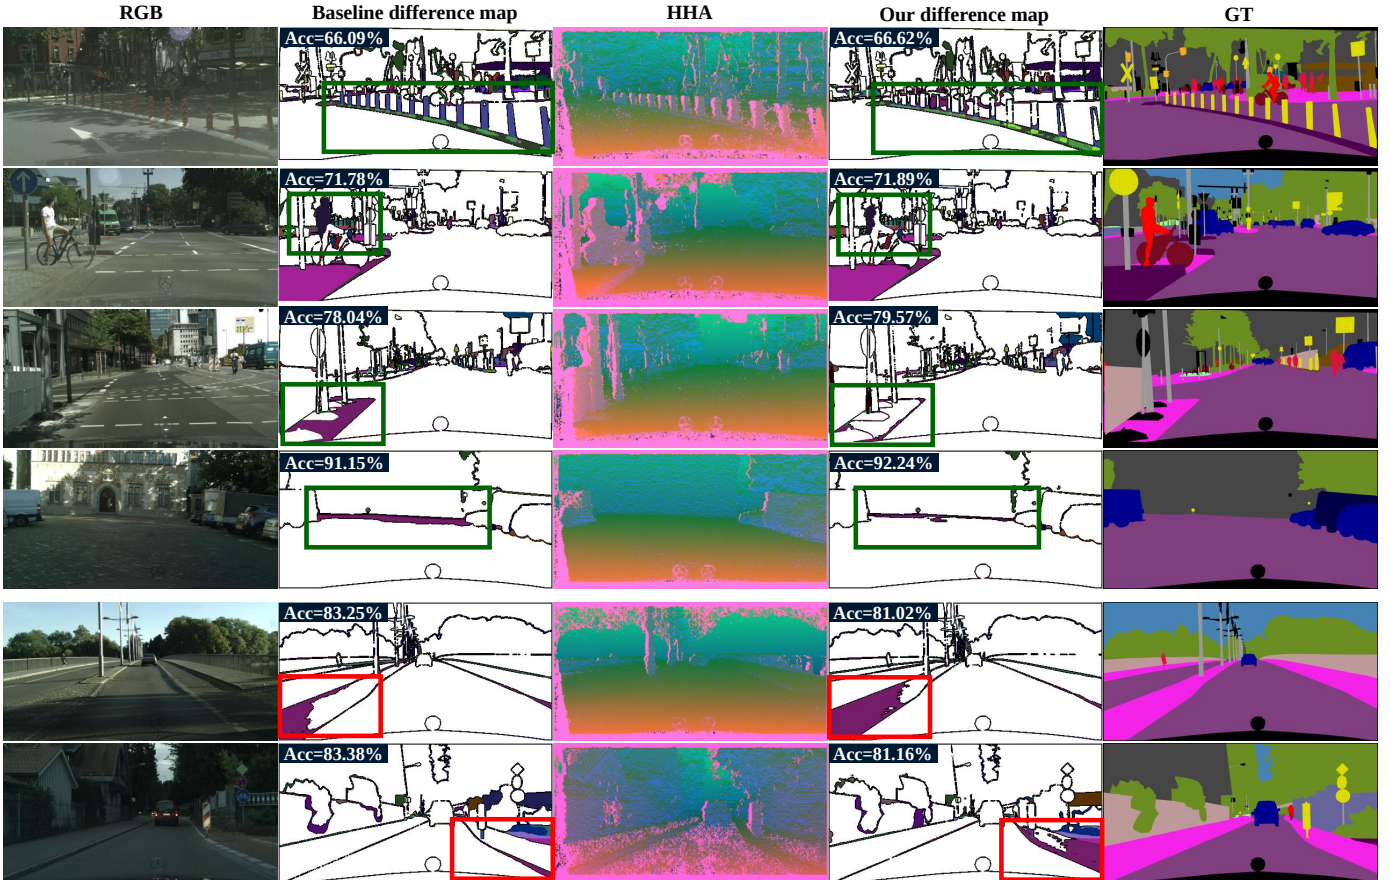 RGB Baseline difference map HHA Our difference map GT
Acc=66.09% Acc=66.62%
Acc=71.78% Acc=71.89%
Acc=78.04% Acc=79.57%
Acc=91.15% Acc=92.24%
Acc=83.25% Acc=81.02%
Acc=83.38% Acc=81.16%